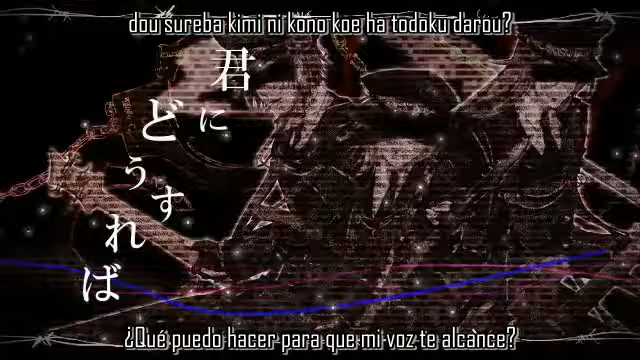 dou sureba kimi ni kono koe ha todoku darou?
君に
どうすれば
¿Qué puedo hacer para que mi voz te alcance?